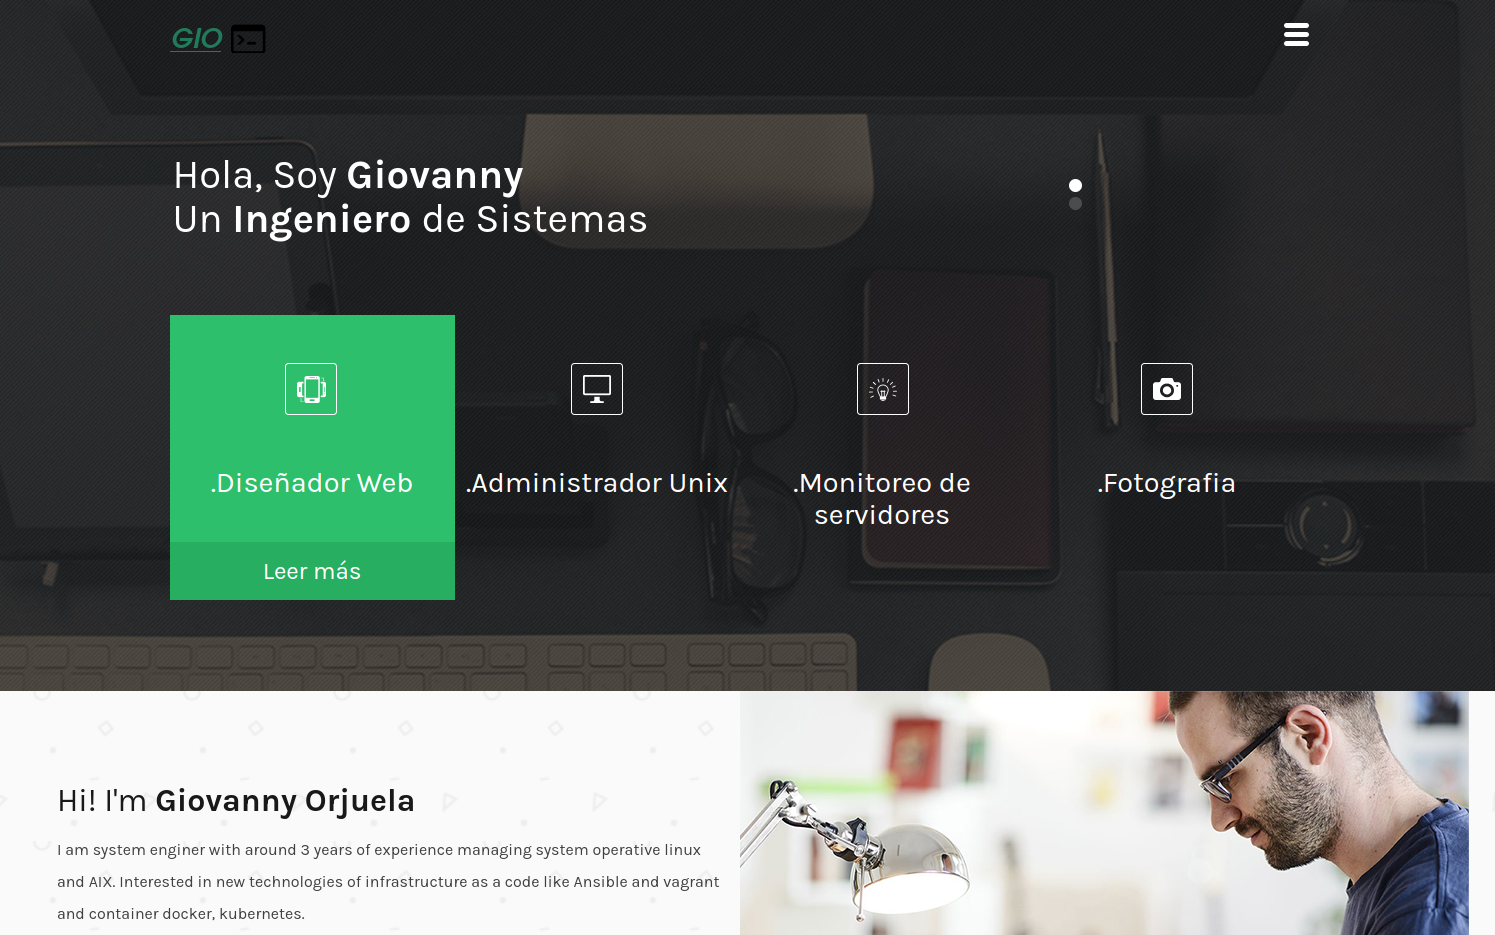 GIO
Hola, Soy Giovanny
Un Ingeniero de Sistemas
.Diseñador Web
Leer más
.Administrador Unix
.Monitoreo de
servidores
.Fotografia
Hi! I'm Giovanny Orjuela
I am system enginer with around 3 years of experience managing system operative linux
and AIX. Interested in new technologies of infrastructure as a code like Ansible and vagrant
and container docker, kubernetes.